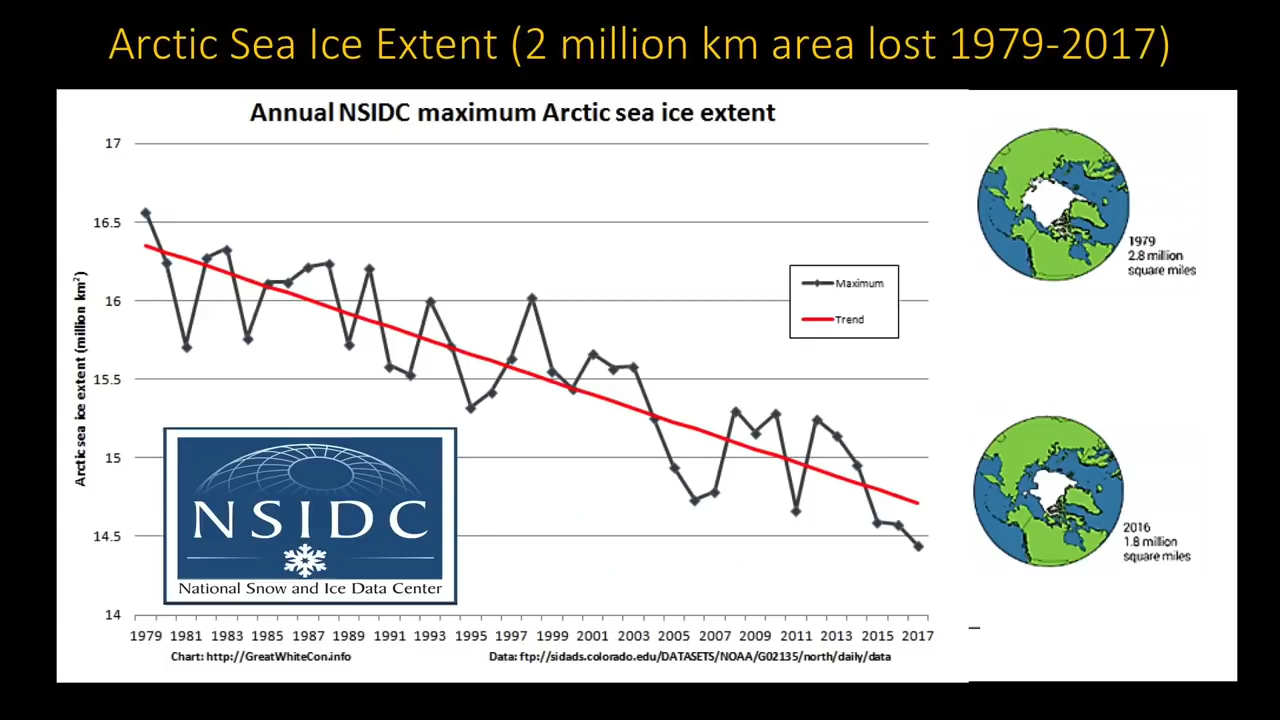 Arctic Sea Ice Extent (2 million km area lost 1979-2017)
Annual NSIDC maximum Arctic sea ice extent
17
16.5
16
15.5
15
14.5
14
Arctic sea ice extent (million km²)
Maximum
Trend
NSIDC
National Snow and Ice Data Center
1979 1981 1983 1985 1987 1989 1991 1993 1995 1997 1999 2001 2003 2005 2007 2009 2011 2013 2015 2017
Chart: http://GreatWhiteCon.info
Data: ftp://sidads.colorado.edu/DATASETS/NOAA/G02135/north/daily/data
1979
2.8 million
square miles
2016
1.8 million
square miles